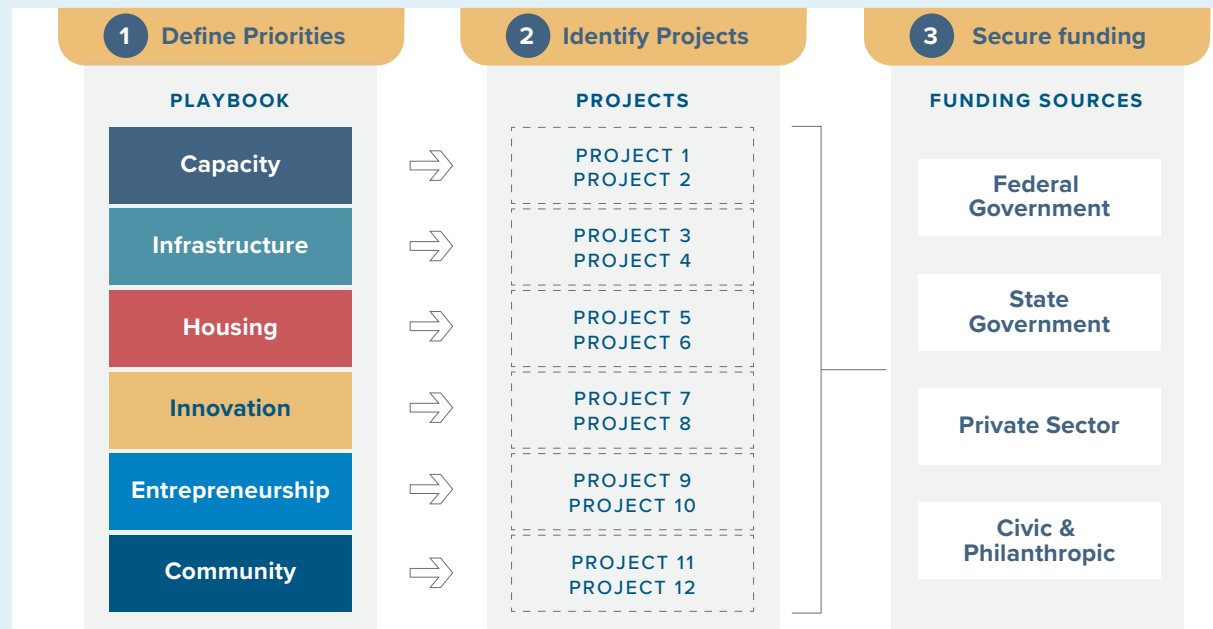 1 Define Priorities
PLAYBOOK
Capacity
Infrastructure
Housing
Innovation
Entrepreneurship
Community
2 Identify Projects
PROJECTS
PROJECT 1
PROJECT 2
PROJECT 3
PROJECT 4
PROJECT 5
PROJECT 6
PROJECT 7
PROJECT 8
PROJECT 9
PROJECT 10
PROJECT 11
PROJECT 12
3 Secure funding
FUNDING SOURCES
Federal
Government
State
Government
Private Sector
Civic &
Philanthropic